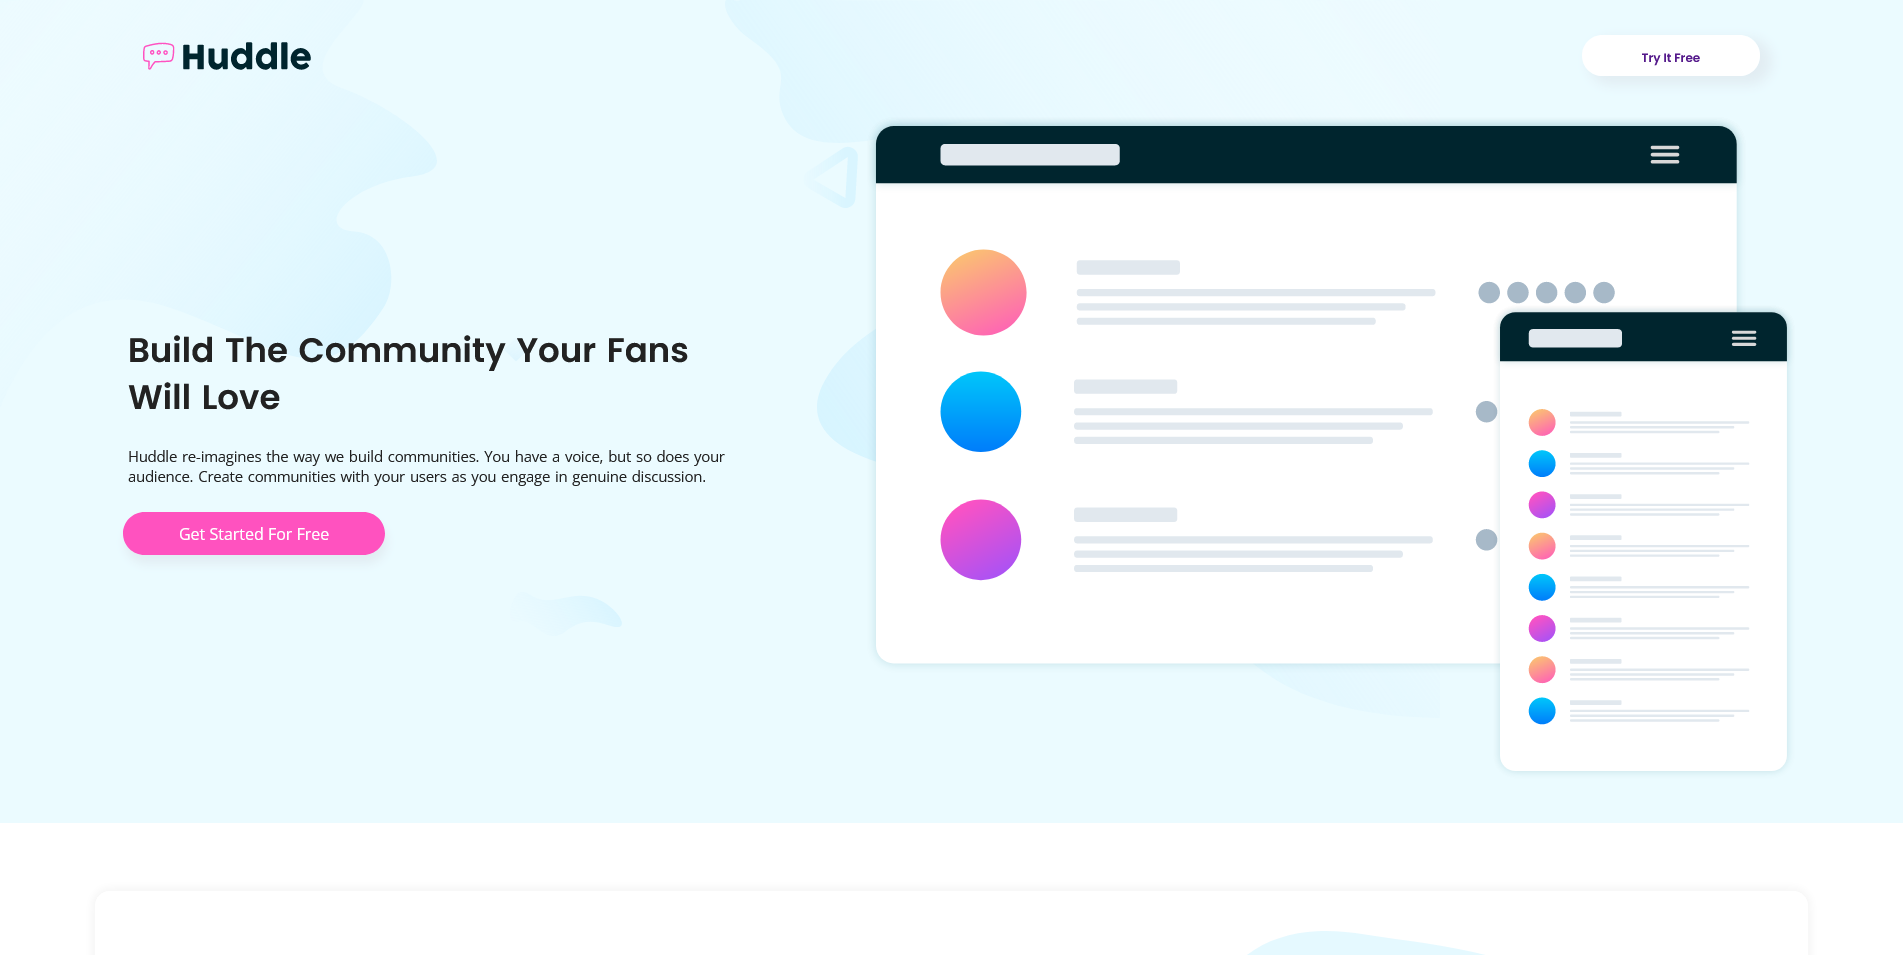 Huddle
Try It Free
Build The Community Your Fans
Will Love
Huddle re-imagines the way we build communities. You have a voice, but so does your
audience. Create communities with your users as you engage in genuine discussion.
Get Started For Free